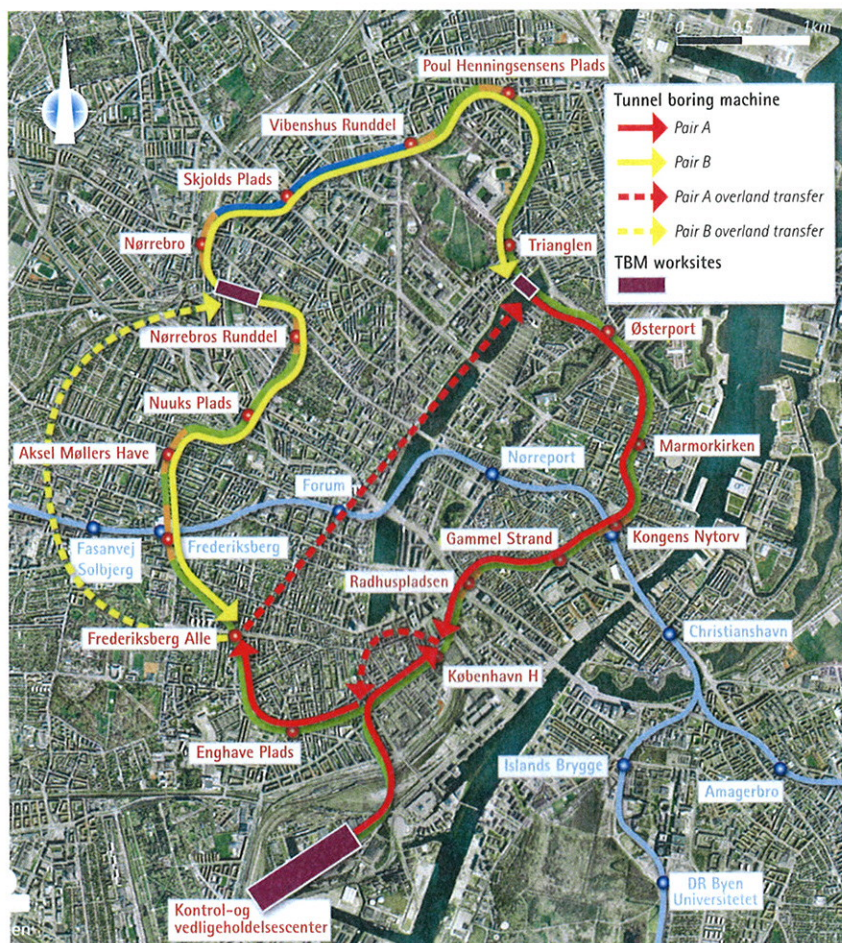 0 0.5 1km
Poul Henningsensens Plads
Tunnel boring machine
Pair A
Pair B
Pair A overland transfer
Pair B overland transfer
TBM worksites
Vibenshus Runddel
Skjolds Plads
Nørrebro
Trianglen
Nørrebros Runddel
Østerport
Nuuks Plads
Aksel Møllers Have
Marmorkirken
Nørreport
Forum
Gammel Strand
Kongens Nytorv
Fasanvej
Solbjerg
Frederiksberg
Radhuspladsen
Frederiksberg Alle
Christianshavn
København H
Enghave Plads
Islands Brygge
Amagerbro
DR Byen
Universitetet
Kontrol-og
vedligeholdelsescenter